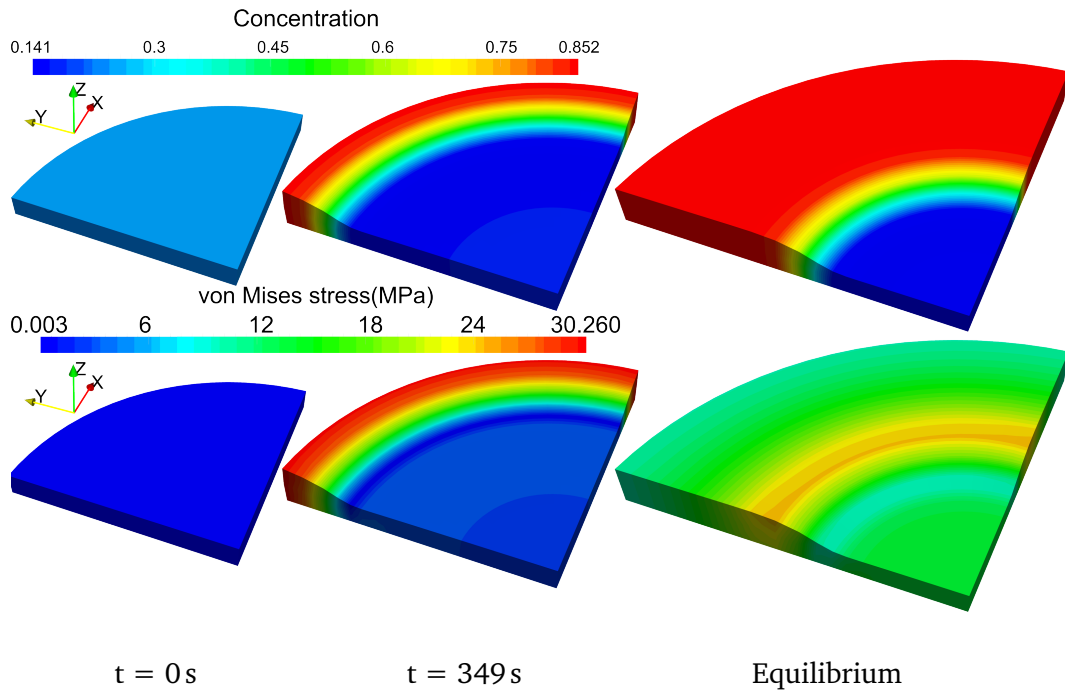 Concentration
0.141 0.3 0.45 0.6 0.75 0.852
Z
Y X
von Mises stress(MPa)
0.003 6 12 18 24 30.260
Z
Y X
t = 0 s t = 349 s Equilibrium